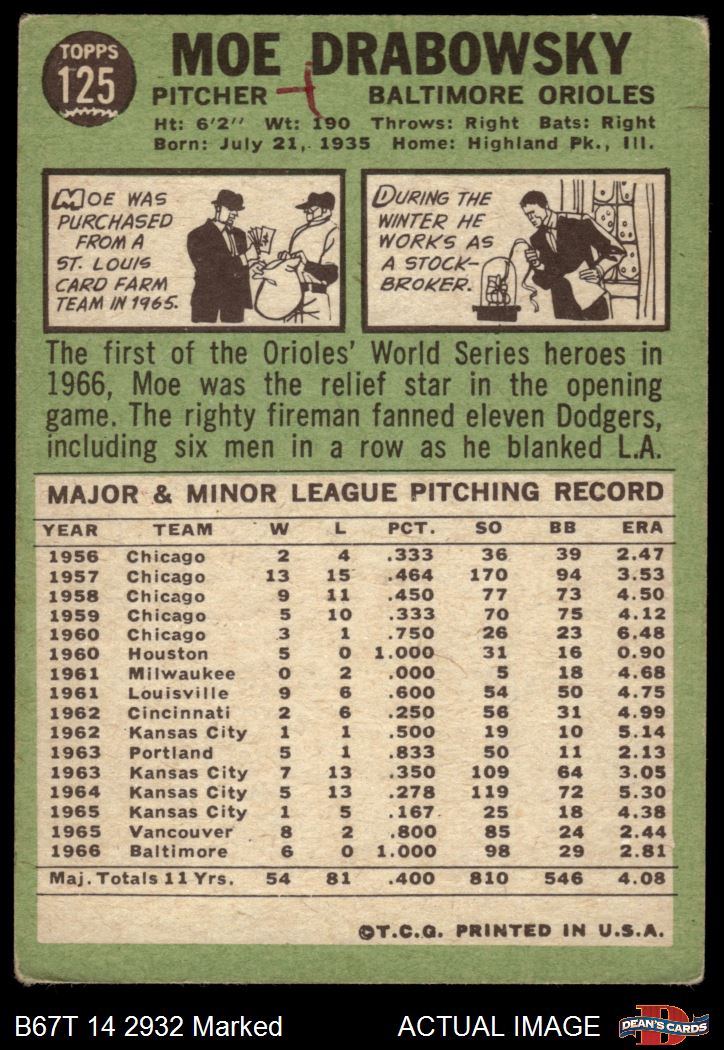 TOPPS
125
MOE DRABOWSKY
PITCHER BALTIMORE ORIOLES
Ht: 6'2" Wt: 190 Throws: Right Bats: Right
Born: July 21, 1935 Home: Highland Pk., Ill.
MOE WAS
PURCHASED
FROM A
ST. LOUIS
CARD FARM
TEAM IN 1965.
DURING THE
WINTER HE
WORKS AS
A STOCK-
BROKER.
The first of the Orioles' World Series heroes in
1966, Moe was the relief star in the opening
game. The righty fireman fanned eleven Dodgers,
including six men in a row as he blanked L.A.
MAJOR & MINOR LEAGUE PITCHING RECORD
YEAR TEAM W L PCT. SO BB ERA
1956 Chicago 2 4 .333 36 39 2.47
1957 Chicago 13 15 .464 170 94 3.53
1958 Chicago 9 11 .450 77 73 4.50
1959 Chicago 5 10 .333 70 75 4.12
1960 Chicago 3 1 .750 26 23 6.48
1960 Houston 5 0 1.000 31 16 0.90
1961 Milwaukee 0 2 .000 5 18 4.68
1961 Louisville 9 6 .600 54 50 4.75
1962 Cincinnati 2 6 .250 56 31 4.99
1962 Kansas City 1 1 .500 19 10 5.14
1963 Portland 5 1 .833 50 11 2.13
1963 Kansas City 7 13 .350 109 64 3.05
1964 Kansas City 5 13 .278 119 72 5.30
1965 Kansas City 1 5 .167 25 18 4.38
1965 Vancouver 8 2 .800 85 24 2.44
1966 Baltimore 6 0 1.000 98 29 2.81
Maj. Totals 11 Yrs. 54 81 .400 810 546 4.08
©T.C.G. PRINTED IN U.S.A.
B67T 14 2932 Marked ACTUAL IMAGE
DEAN'S CARDS